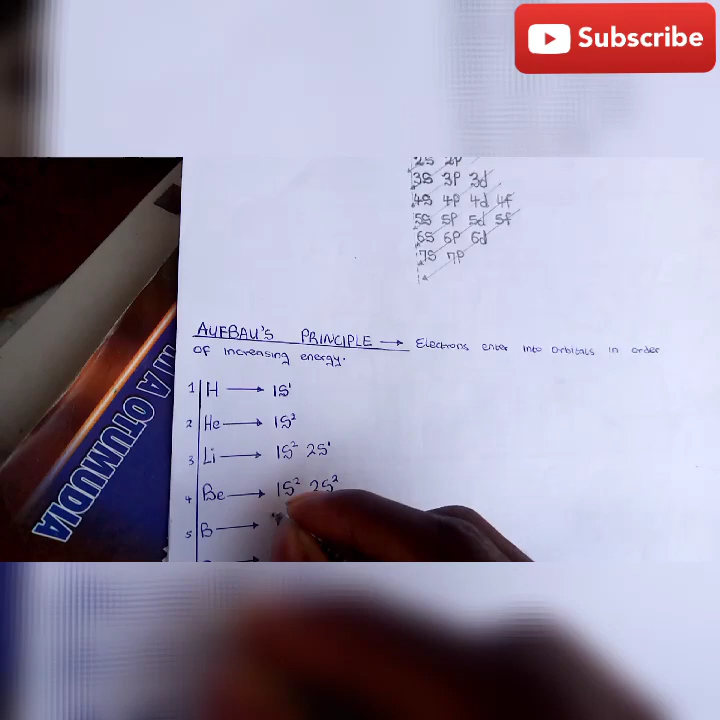 Subscribe
2S 2P
3S 3P 3d
4S 4P 4d 4f
5S 5P 5d 5f
6S 6P 6d
7S 7P
AUFBAU'S PRINCIPLE → Electrons enter into orbitals in order
of increasing energy.
1 H → 1S¹
2 He → 1S²
3 Li → 1S² 2S¹
4 Be → 1S² 2S²
5 B →
A OTUMUDIA